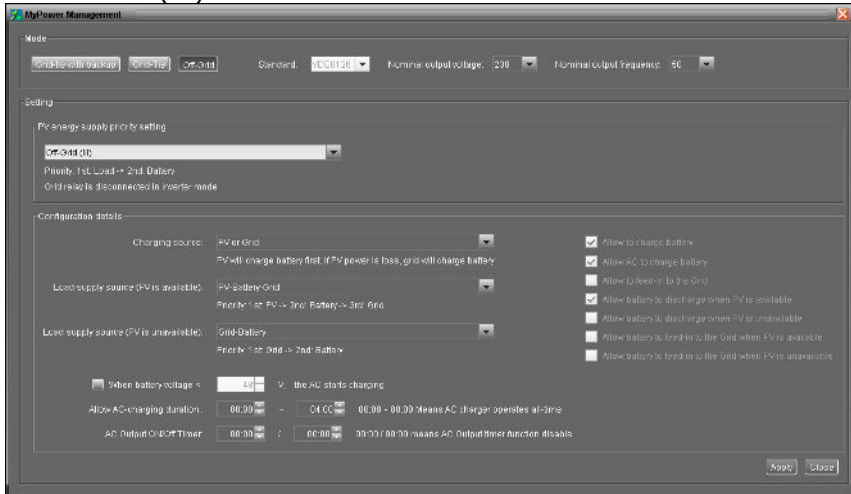 MyPower Management
Mode
Grid-Tie with backup Grid-Tie Off-Grid Standard: VDE0126 Nominal output voltage: 230 Nominal output frequency: 50
Setting
PV energy supply priority setting
Off-Grid (III)
Priority: 1st: Load -> 2nd: Battery
Grid relay is disconnected in inverter mode
Configuration details
Charging source: PV or Grid
PV will charge battery first, if PV power is loss, grid will charge battery
Load supply source (PV is available): PV-Battery-Grid
Priority: 1st: PV -> 2nd: Battery -> 3rd: Grid
Load supply source (PV is unavailable): Grid-Battery
Priority: 1st: Grid -> 2nd: Battery
Allow to charge battery
Allow AC to charge battery
Allow to feed-in to the Grid
Allow battery to discharge when PV is available
Allow battery to discharge when PV is unavailable
Allow battery to feed-in to the Grid when PV is available
Allow battery to feed-in to the Grid when PV is unavailable
When battery voltage < 48 V, the AC starts charging
Allow AC-charging duration: 00:00 ~ 04:00 00:00 - 00:00 Means AC charger operates all-time
AC Output ON/Off Timer: 00:00 / 00:00 00:00 / 00:00 means AC Output timer function disable
Apply Close